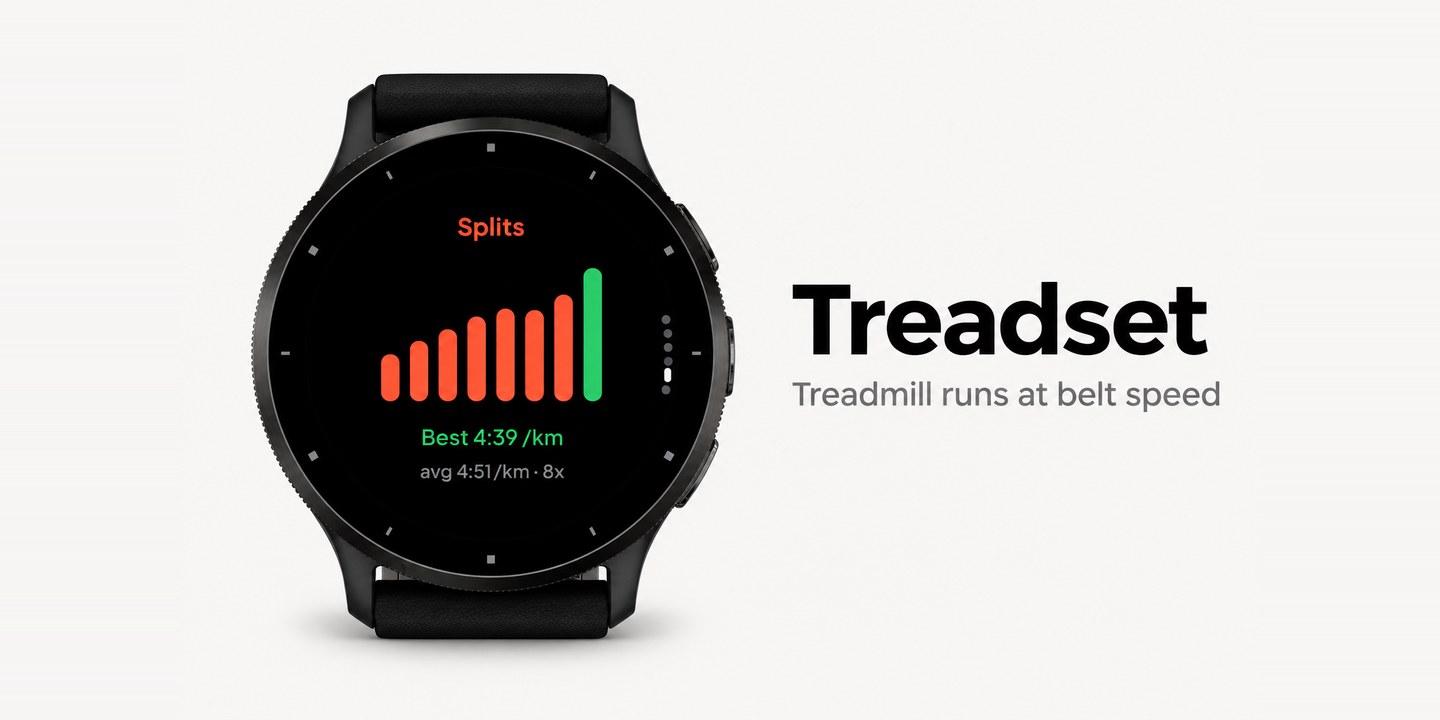 Splits
Best 4:39 /km
avg 4:51/km · 8x
Treadset
Treadmill runs at belt speed